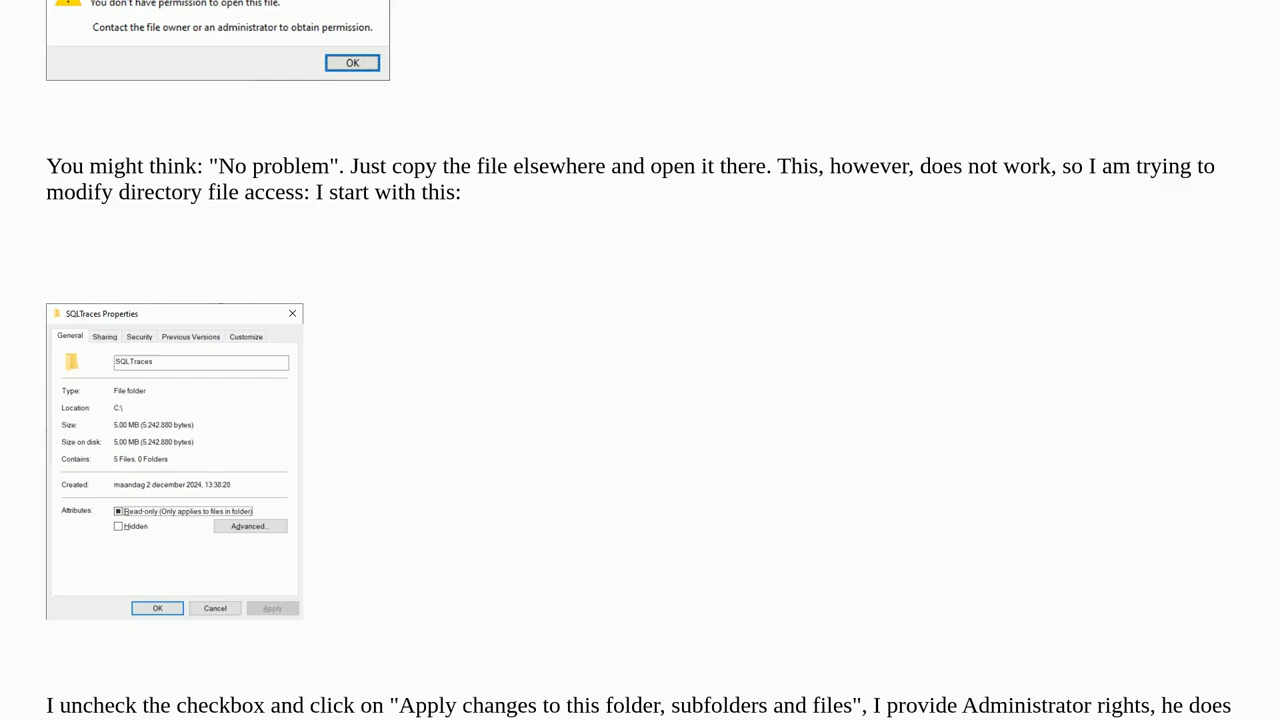 You don't have permission to open this file.
Contact the file owner or an administrator to obtain permission.
OK
You might think: "No problem". Just copy the file elsewhere and open it there. This, however, does not work, so I am trying to
modify directory file access: I start with this:
SQLTraces Properties
General Sharing Security Previous Versions Customize
SQLTraces
Type: File folder
Location: C:\
Size: 5,00 MB (5.242.880 bytes)
Size on disk: 5,00 MB (5.242.880 bytes)
Contains: 5 Files, 0 Folders
Created: maandag 2 december 2024, 13:38:28
Attributes: Read-only (Only applies to files in folder)
Hidden Advanced...
OK Cancel Apply
I uncheck the checkbox and click on "Apply changes to this folder, subfolders and files", I provide Administrator rights, he does